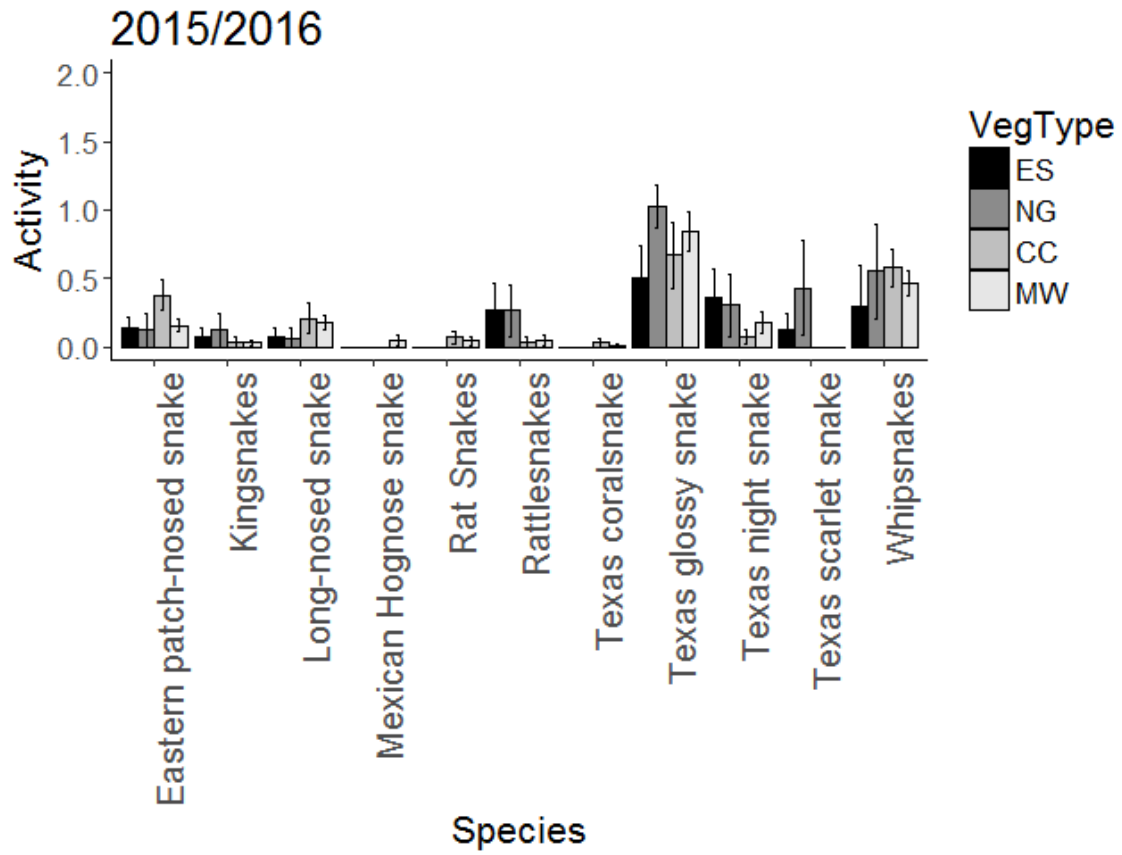 2015/2016
Activity
2.0
1.5
1.0
0.5
0.0
VegType
ES
NG
CC
MW
Eastern patch-nosed snake
Kingsnakes
Long-nosed snake
Mexican Hognose snake
Rat Snakes
Rattlesnakes
Texas coralsnake
Texas glossy snake
Texas night snake
Texas scarlet snake
Whipsnakes
Species